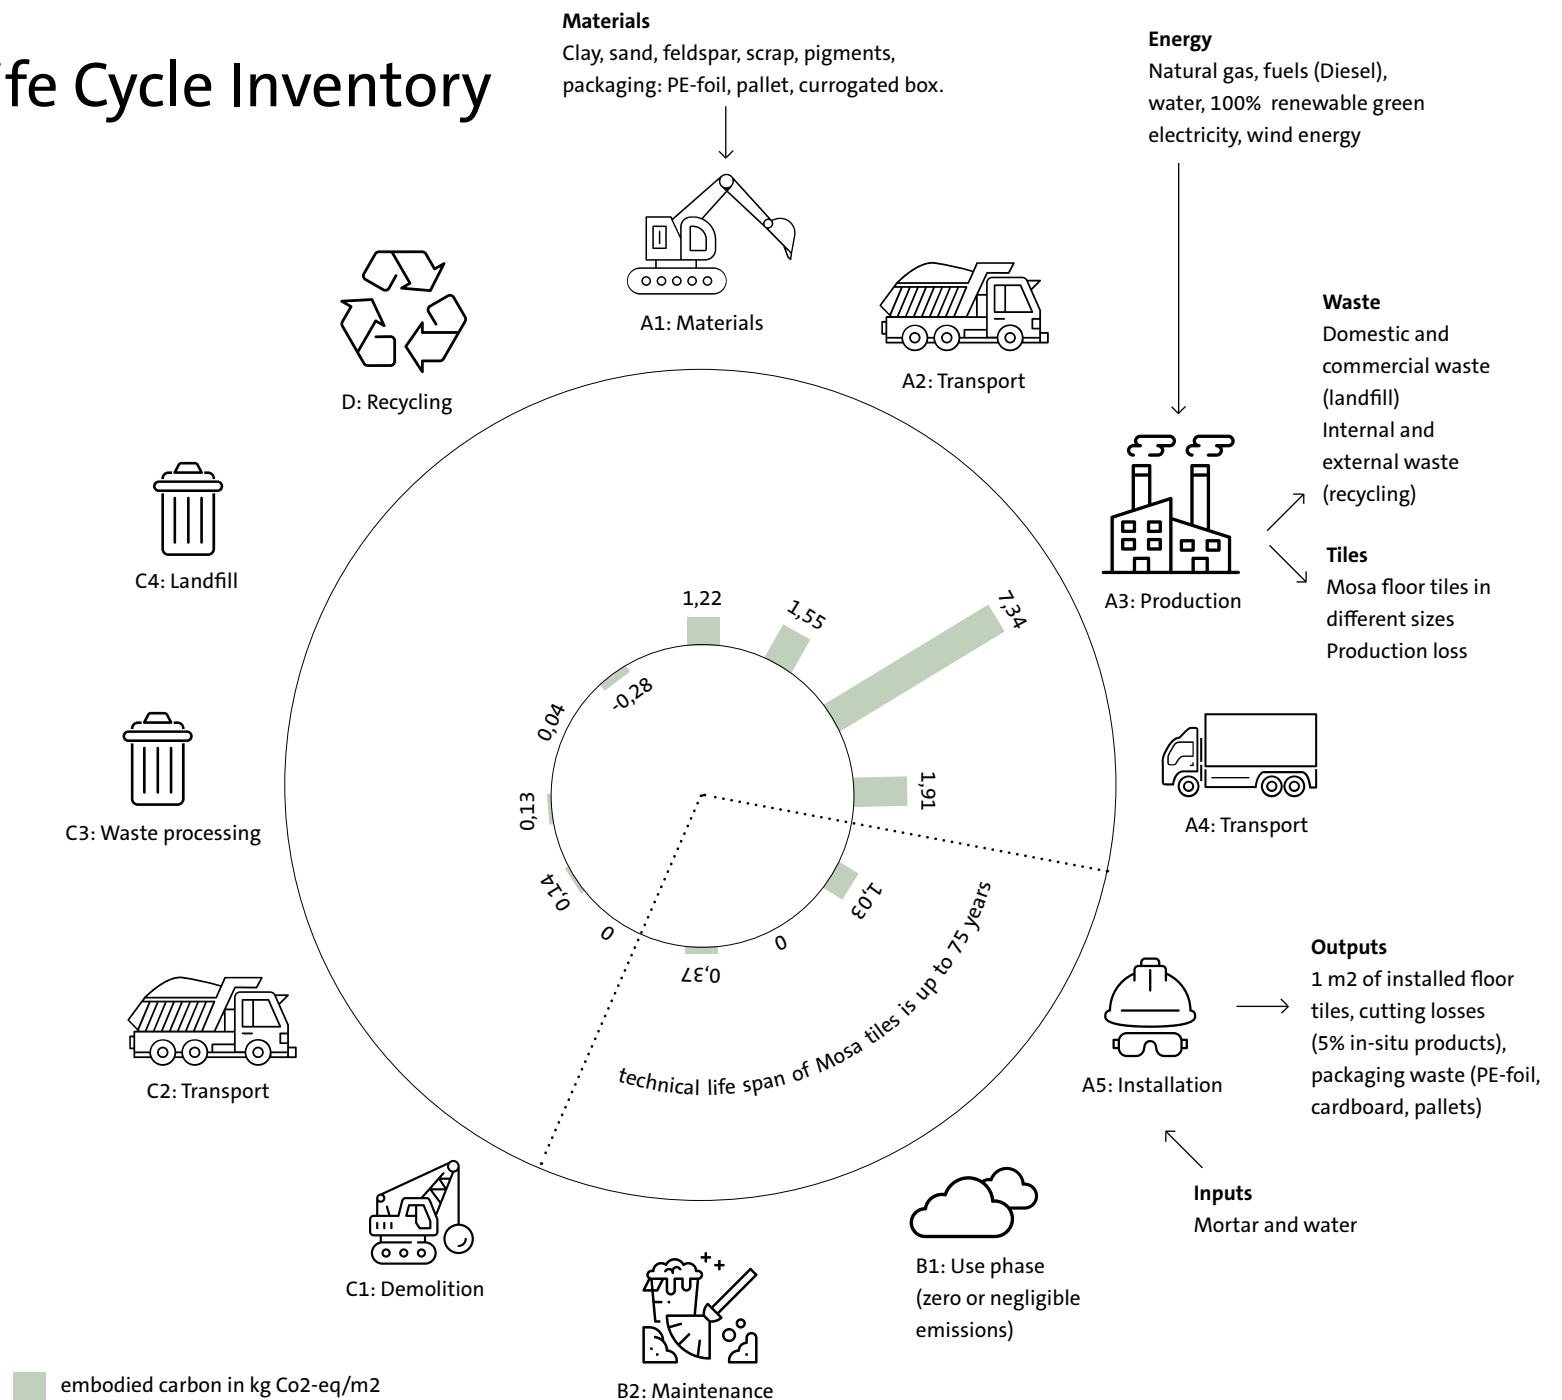 fe Cycle Inventory
Materials
Clay, sand, feldspar, scrap, pigments,
packaging: PE-foil, pallet, currogated box.
Energy
Natural gas, fuels (Diesel),
water, 100% renewable green
electricity, wind energy
A1: Materials
A2: Transport
D: Recycling
Waste
Domestic and
commercial waste
(landfill)
Internal and
external waste
(recycling)
Tiles
Mosa floor tiles in
different sizes
Production loss
A3: Production
C4: Landfill
1,22
1,55
7,34
-0,28
0,04
1,91
0,13
C3: Waste processing
A4: Transport
0,14
1,03
0
0
0,37
technical life span of Mosa tiles is up to 75 years
Outputs
1 m2 of installed floor
tiles, cutting losses
(5% in-situ products),
packaging waste (PE-foil,
cardboard, pallets)
A5: Installation
C2: Transport
Inputs
Mortar and water
C1: Demolition
B1: Use phase
(zero or negligible
emissions)
B2: Maintenance
embodied carbon in kg Co2-eq/m2